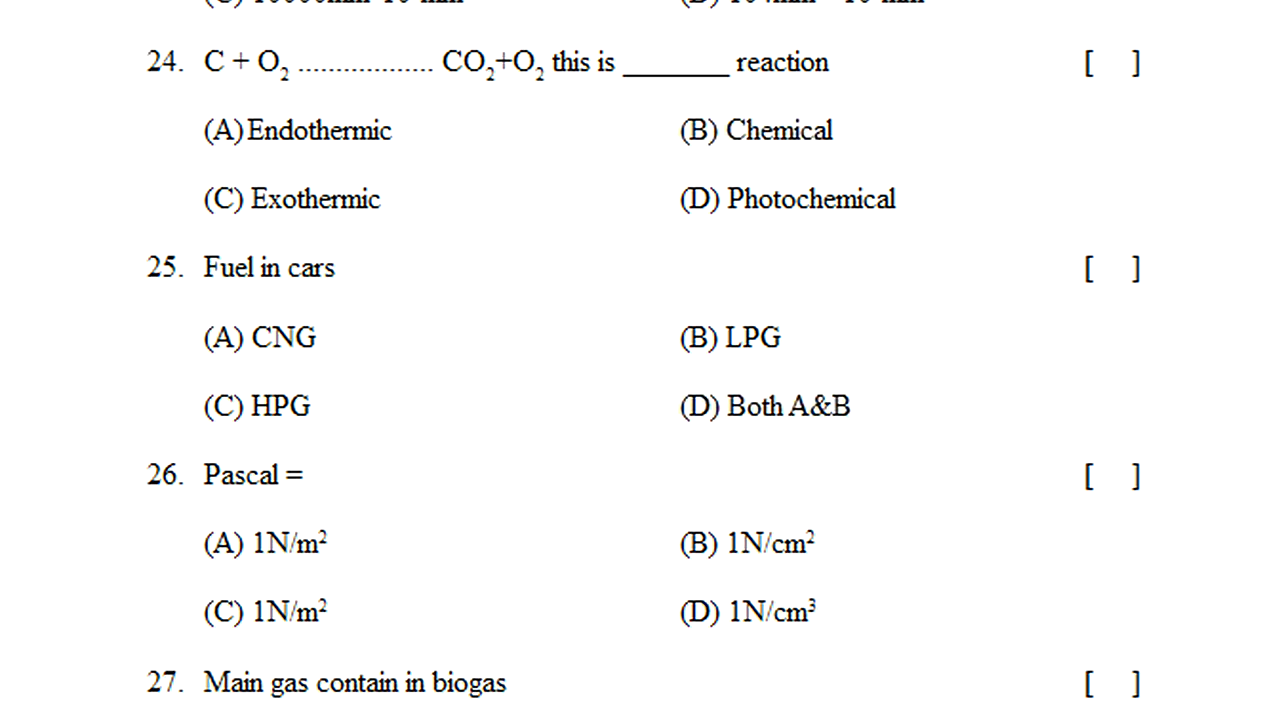 24. C + O₂ .................. CO₂+O₂ this is _______ reaction [ ]
(A) Endothermic (B) Chemical
(C) Exothermic (D) Photochemical
25. Fuel in cars [ ]
(A) CNG (B) LPG
(C) HPG (D) Both A&B
26. Pascal = [ ]
(A) 1N/m² (B) 1N/cm²
(C) 1N/m² (D) 1N/cm³
27. Main gas contain in biogas [ ]